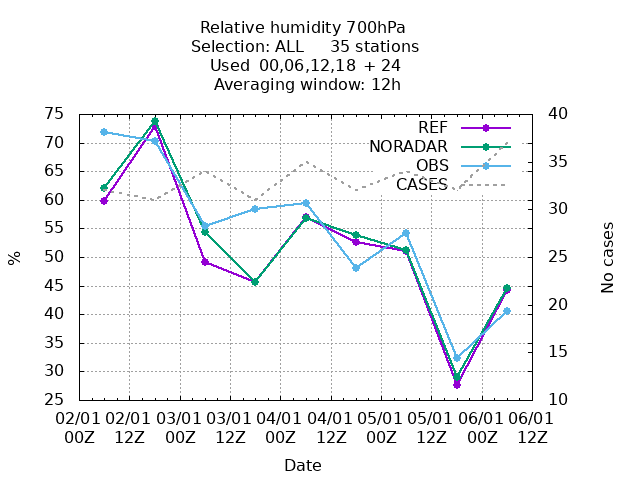 Relative humidity 700hPa
Selection: ALL     35 stations
Used  00,06,12,18  + 24
Averaging window: 12h
75
70
65
60
55
50
45
40
35
30
25
%
40
35
30
25
20
15
10
No cases
REF
NORADAR
OBS
CASES
02/01 02/01 03/01 03/01 04/01 04/01 05/01 05/01 06/01 06/01
00Z 12Z 00Z 12Z 00Z 12Z 00Z 12Z 00Z 12Z
Date